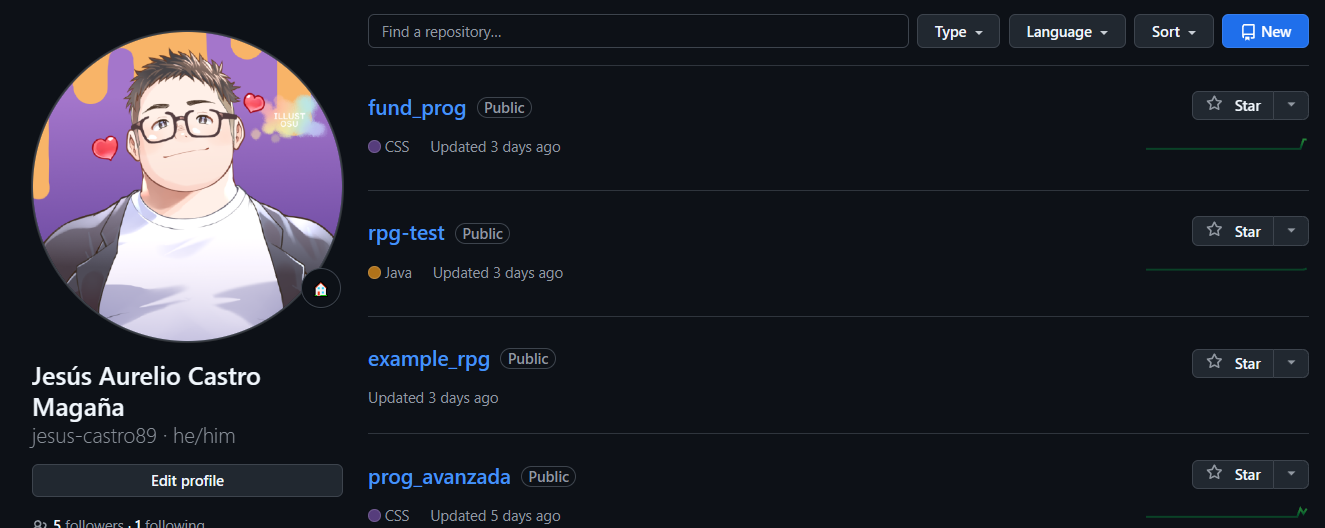 Find a repository...
Type
Language
Sort
New
fund_prog Public
Star
CSS Updated 3 days ago
rpg-test Public
Star
Java Updated 3 days ago
example_rpg Public
Star
Updated 3 days ago
prog_avanzada Public
Star
CSS Updated 5 days ago
ILLUST
OSU
Jesús Aurelio Castro
Magaña
jesus-castro89 · he/him
Edit profile
5 followers · 1 following